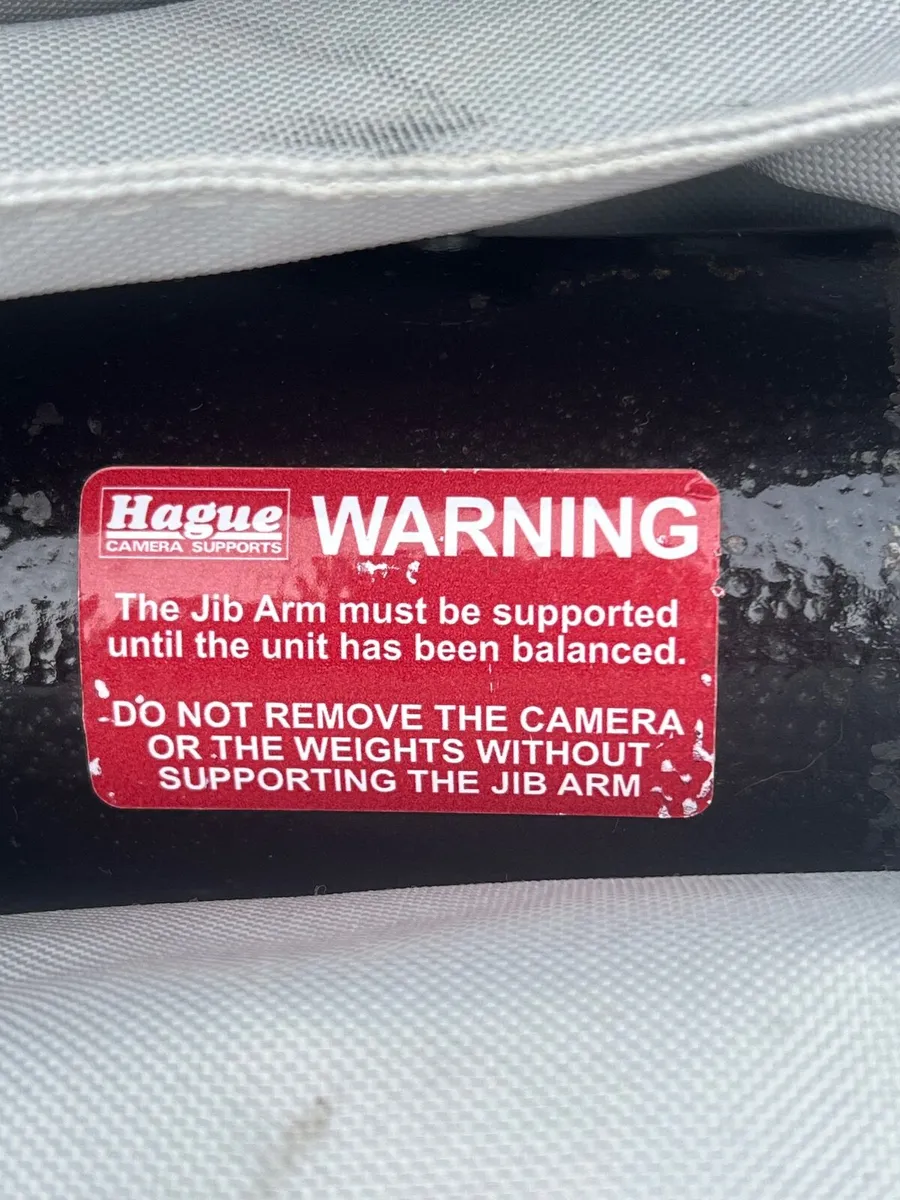 Hague
CAMERA SUPPORTS
WARNING
The Jib Arm must be supported
until the unit has been balanced.
DO NOT REMOVE THE CAMERA
OR THE WEIGHTS WITHOUT
SUPPORTING THE JIB ARM